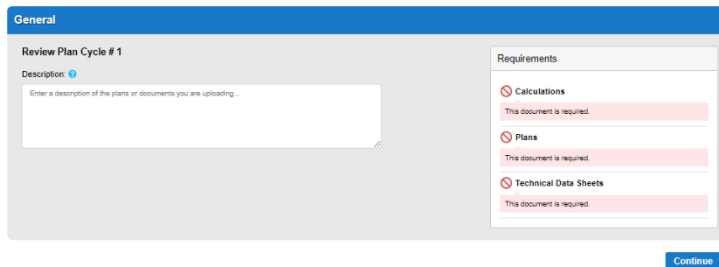 General
Review Plan Cycle # 1
Description:
Enter a description of the plans or documents you are uploading...
Requirements
Calculations
This document is required.
Plans
This document is required.
Technical Data Sheets
This document is required.
Continue